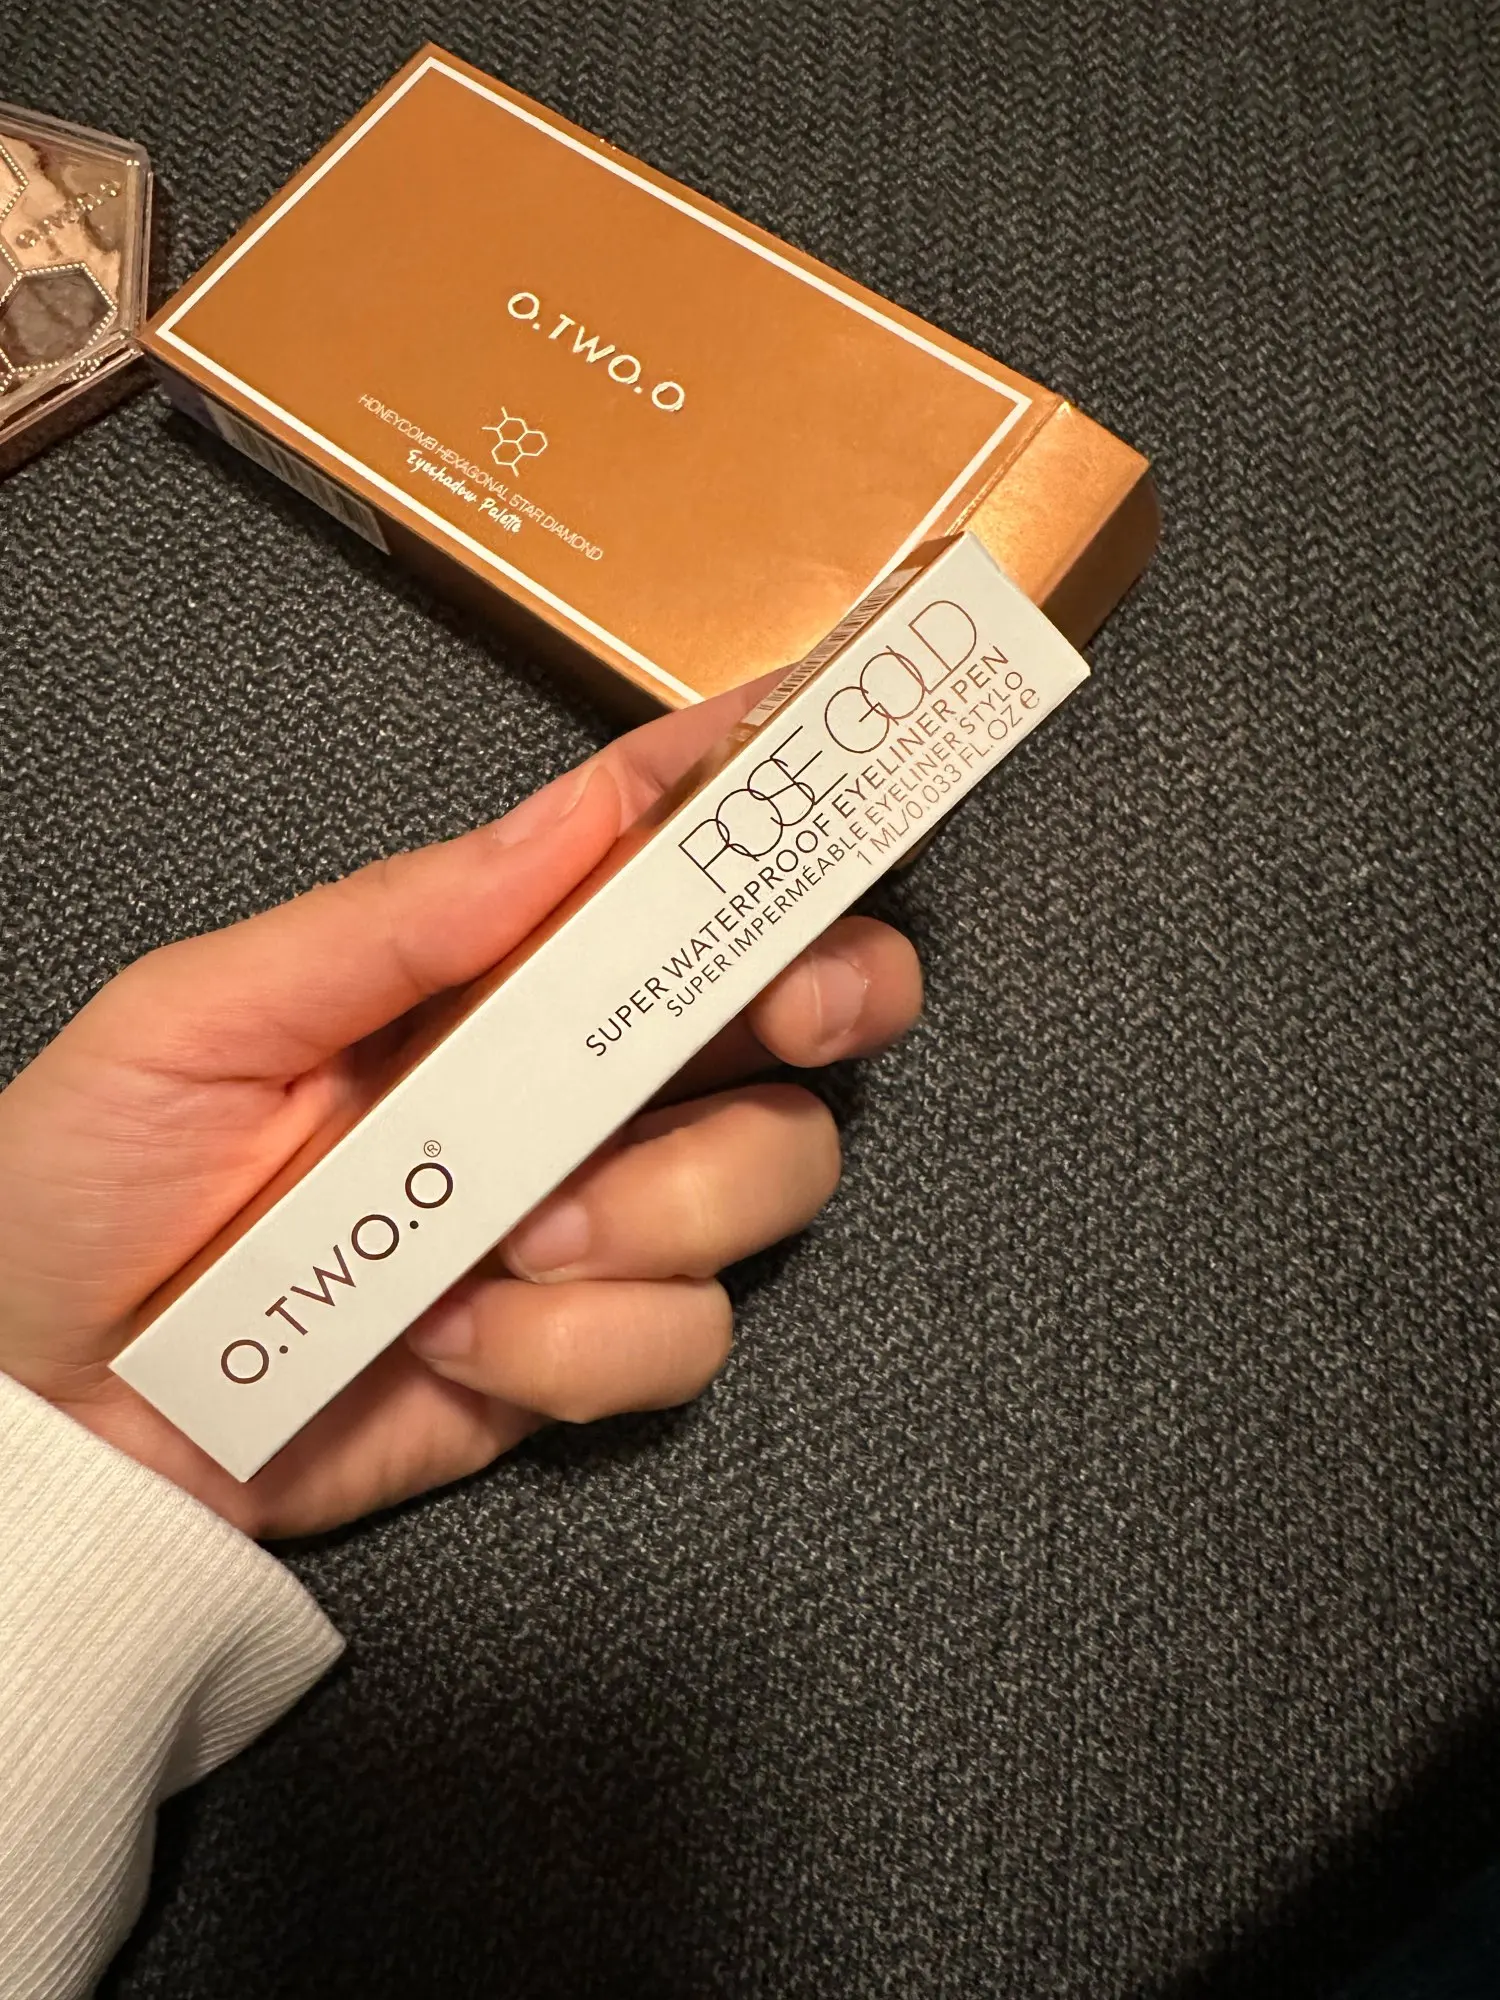 O.TWO.O
HONEYCOMB HEXAGONAL STAR DIAMOND
Eyeshadow Palette
ROSE GOLD
SUPER WATERPROOF EYELINER PEN
SUPER IMPERMÉABLE EYELINER STYLO
1 ML/0.033 FL.OZ e
O.TWO.O®